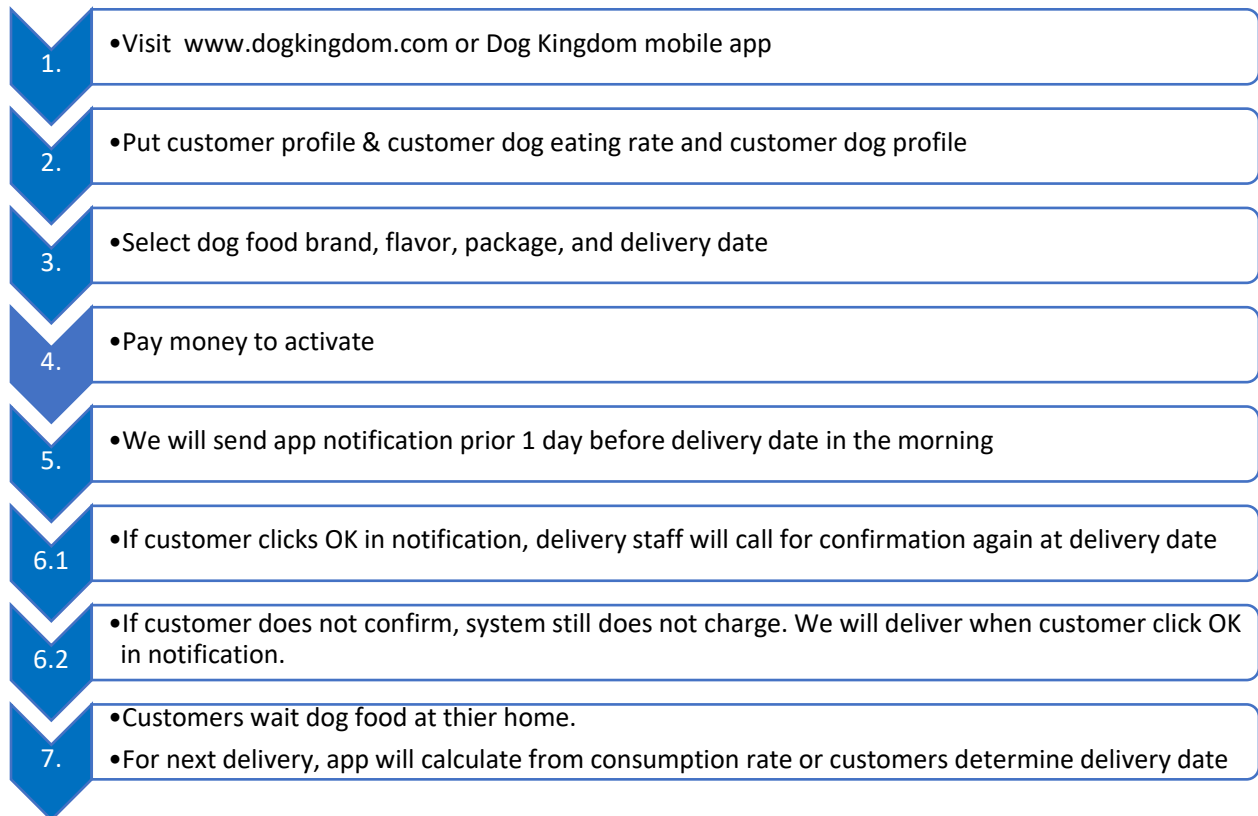 1.
•Visit  www.dogkingdom.com or Dog Kingdom mobile app
2.
•Put customer profile & customer dog eating rate and customer dog profile
3.
•Select dog food brand, flavor, package, and delivery date
4.
•Pay money to activate
5.
•We will send app notification prior 1 day before delivery date in the morning
6.1
•If customer clicks OK in notification, delivery staff will call for confirmation again at delivery date
6.2
•If customer does not confirm, system still does not charge. We will deliver when customer click OK
in notification.
7.
•Customers wait dog food at thier home.
•For next delivery, app will calculate from consumption rate or customers determine delivery date